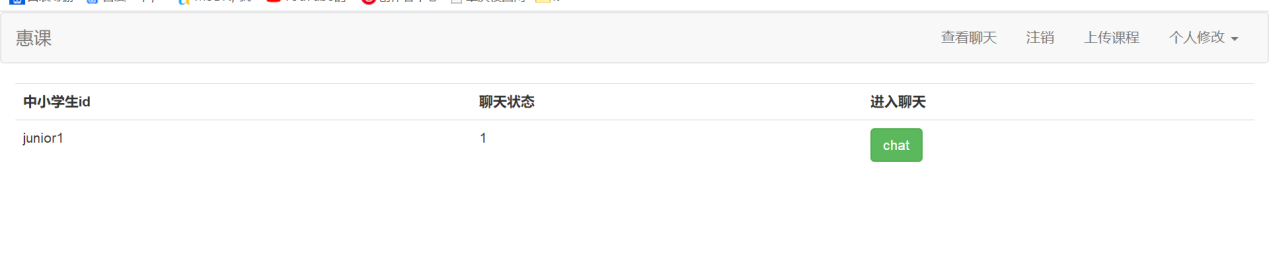 惠课 查看聊天 注销 上传课程 个人修改
中小学生id 聊天状态 进入聊天
junior1 1 chat